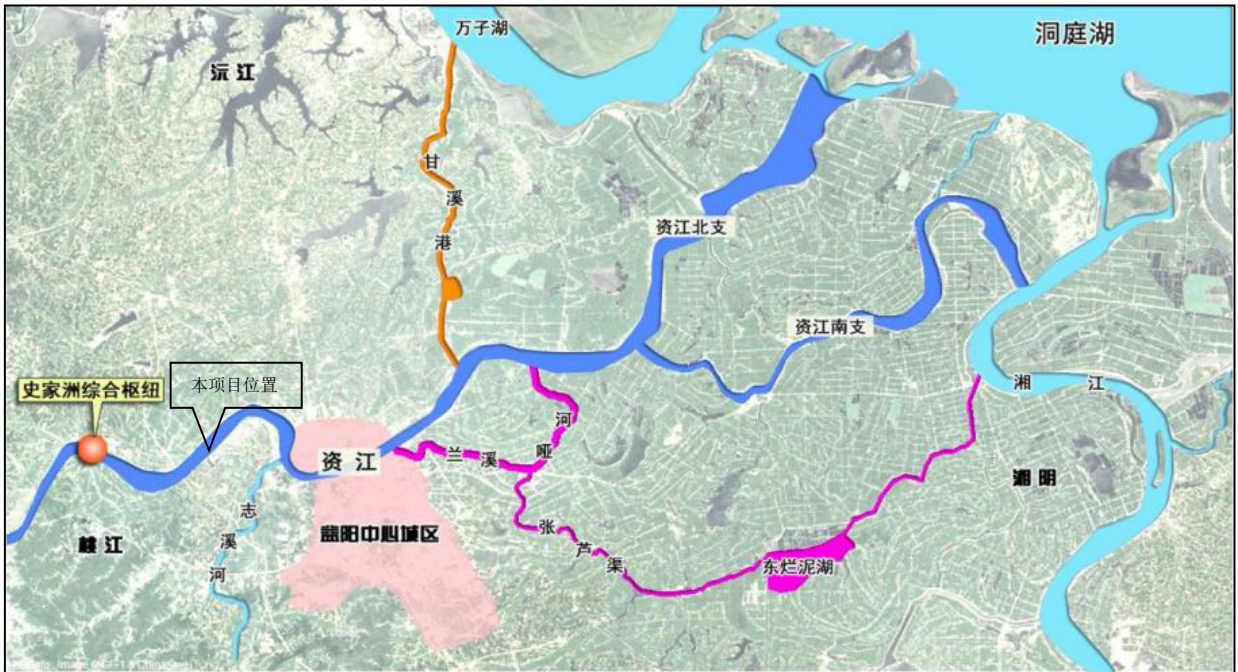 万子湖
洞庭湖
沅江
甘溪港
资江北支
资江南支
史家洲综合枢纽
本项目位置
湘江
资江
兰溪
哑河
志溪河
益阳中心城区
桃江
张芦渠
东烂泥湖
湘阴